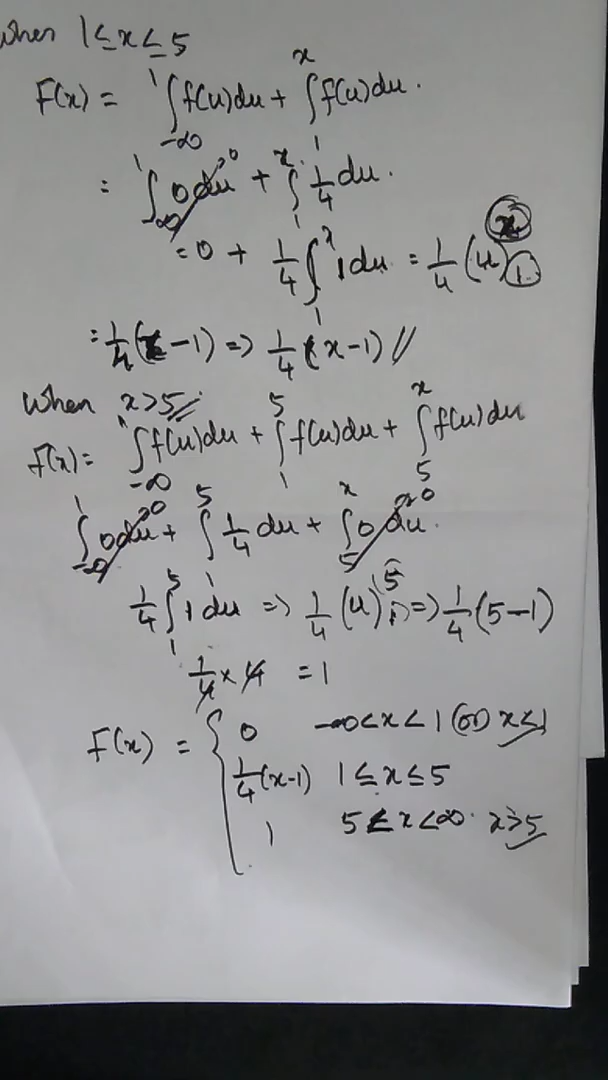 when 1≤x≤5
F(x) = ∫_{-∞}^{1} f(u)du + ∫_{1}^{x} f(u)du.
= ∫_{-∞}^{1} 0du →0 + ∫_{1}^{x} 1/4 du.
= 0 + 1/4 ∫_{1}^{x} 1du = 1/4 (u)_{1}^{x}
= 1/4 (x-1) => 1/4 (x-1) //
when x>5 //
F(x) = ∫_{-∞}^{1} f(u)du + ∫_{1}^{5} f(u)du + ∫_{5}^{x} f(u)du
∫_{-∞}^{1} 0du →0 + ∫_{1}^{5} 1/4 du + ∫_{5}^{x} 0 du →0.
1/4 ∫_{1}^{5} 1 du => 1/4 (u)_{1}^{5} => 1/4 (5-1)
1/4 × 4 = 1
F(x) = { 0 -∞<x<1 (or) x<1
1/4 (x-1) 1≤x≤5
1 5<x<∞. x>5